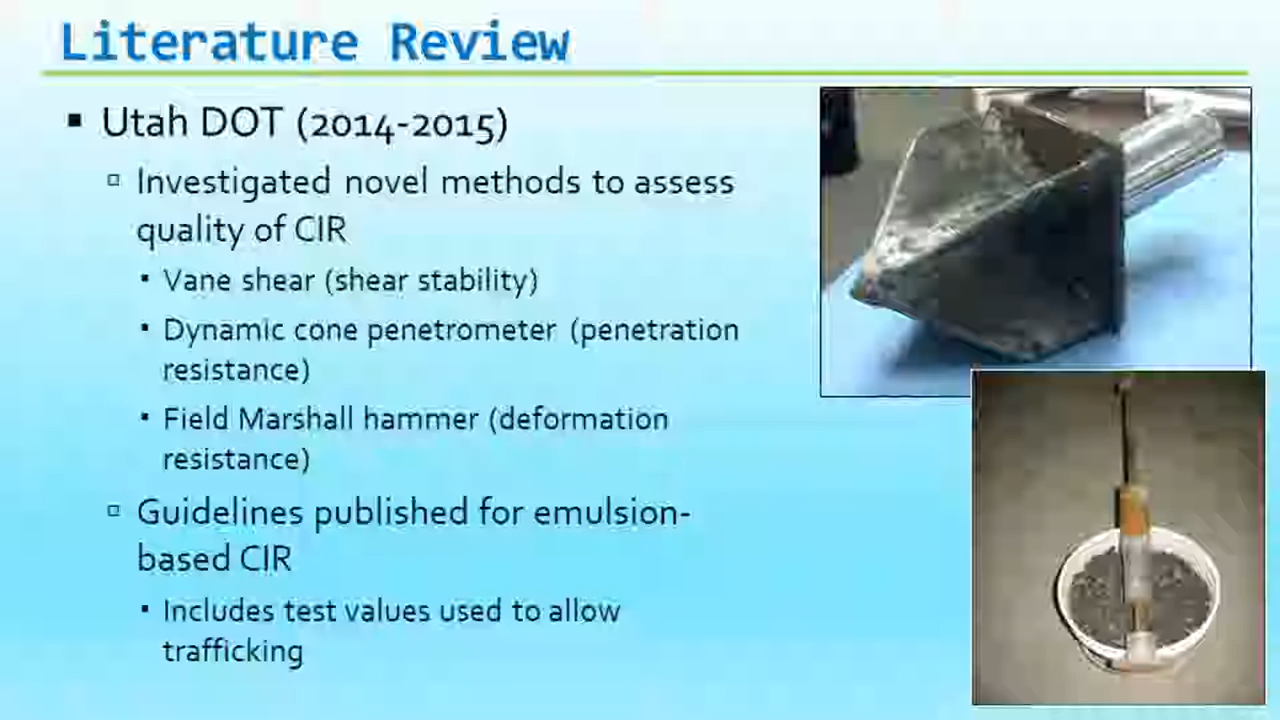 Literature Review
Utah DOT (2014-2015)
Investigated novel methods to assess
quality of CIR
Vane shear (shear stability)
Dynamic cone penetrometer (penetration
resistance)
Field Marshall hammer (deformation
resistance)
Guidelines published for emulsion-
based CIR
Includes test values used to allow
trafficking